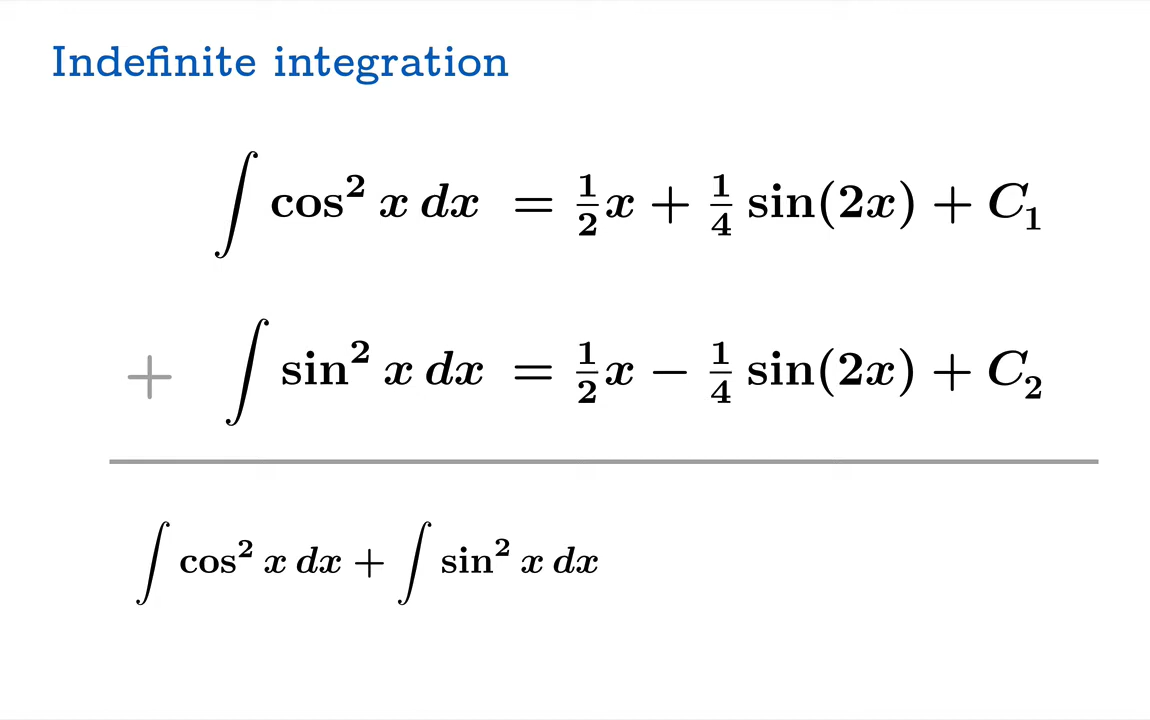 Indefinite integration
∫ cos² x dx = ½x + ¼ sin(2x) + C₁
+ ∫ sin² x dx = ½x − ¼ sin(2x) + C₂
∫ cos² x dx + ∫ sin² x dx